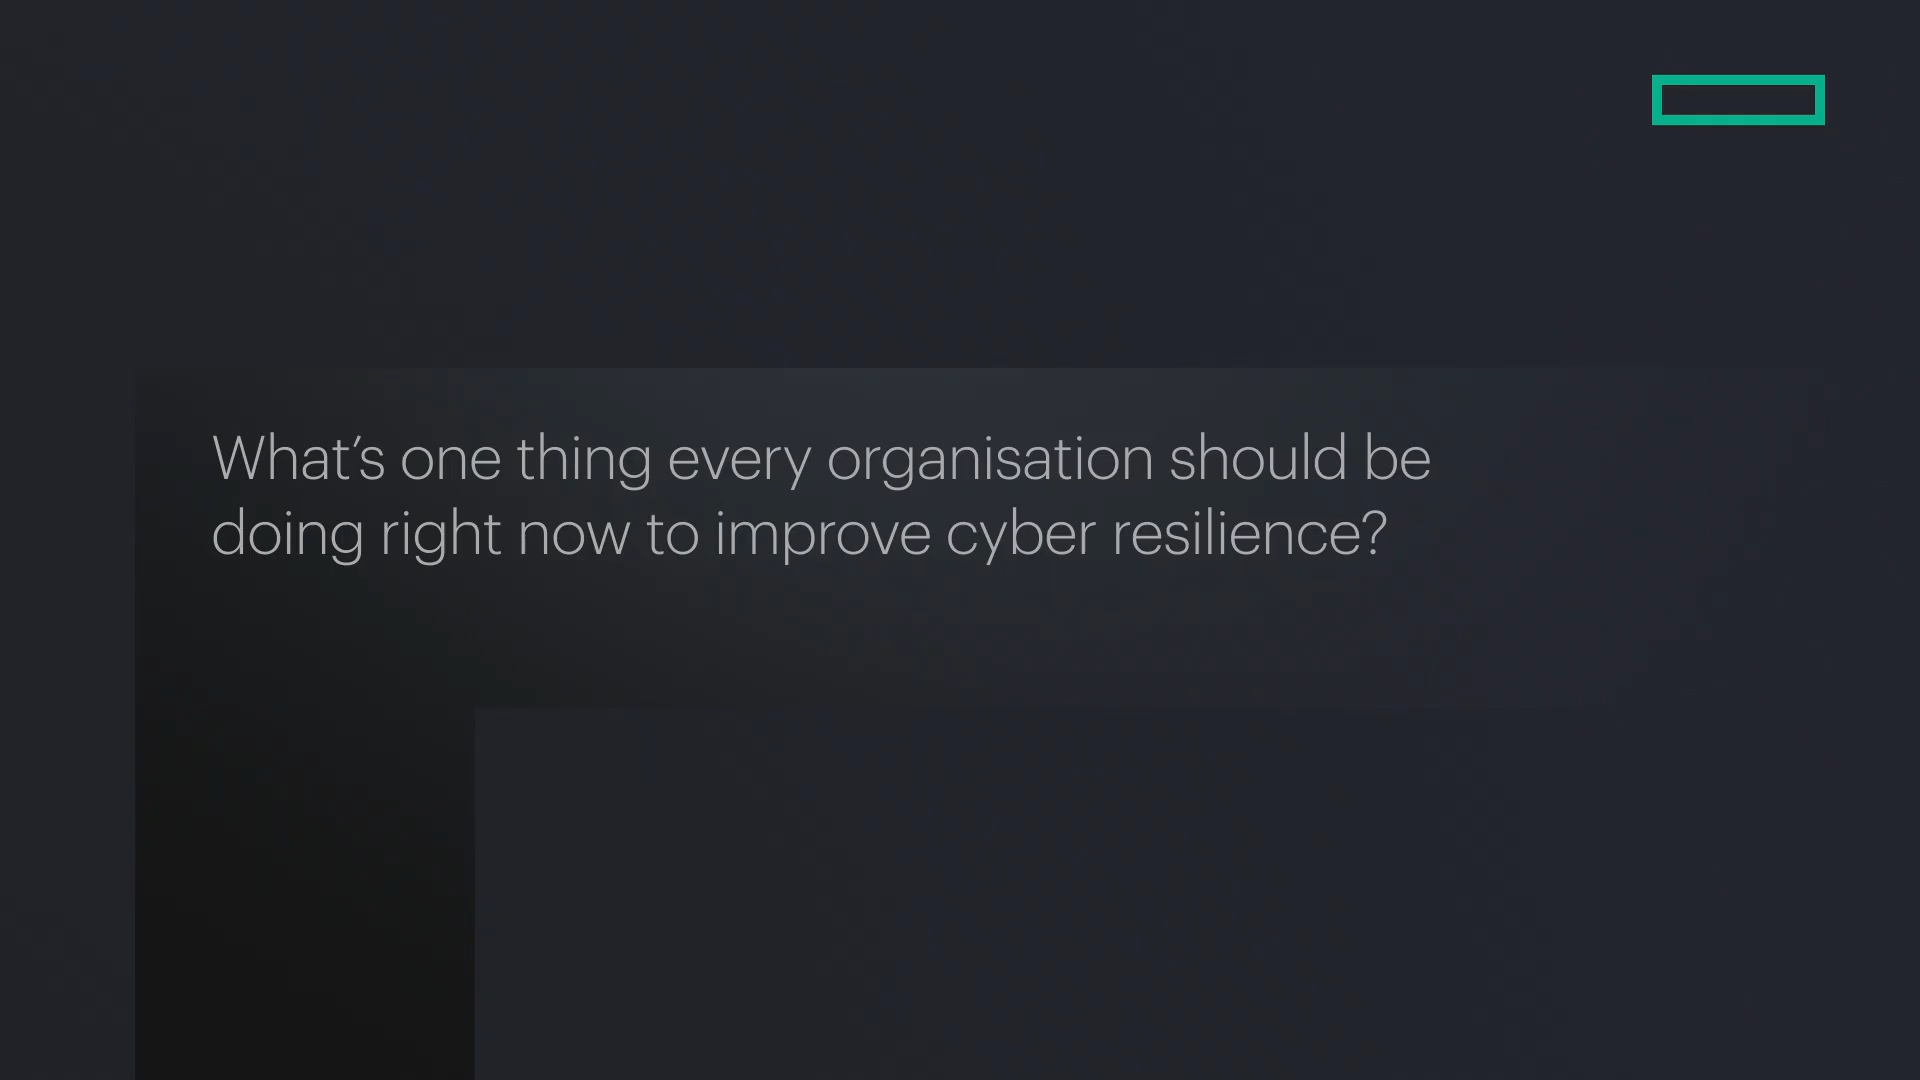 What’s one thing every organisation should be
doing right now to improve cyber resilience?